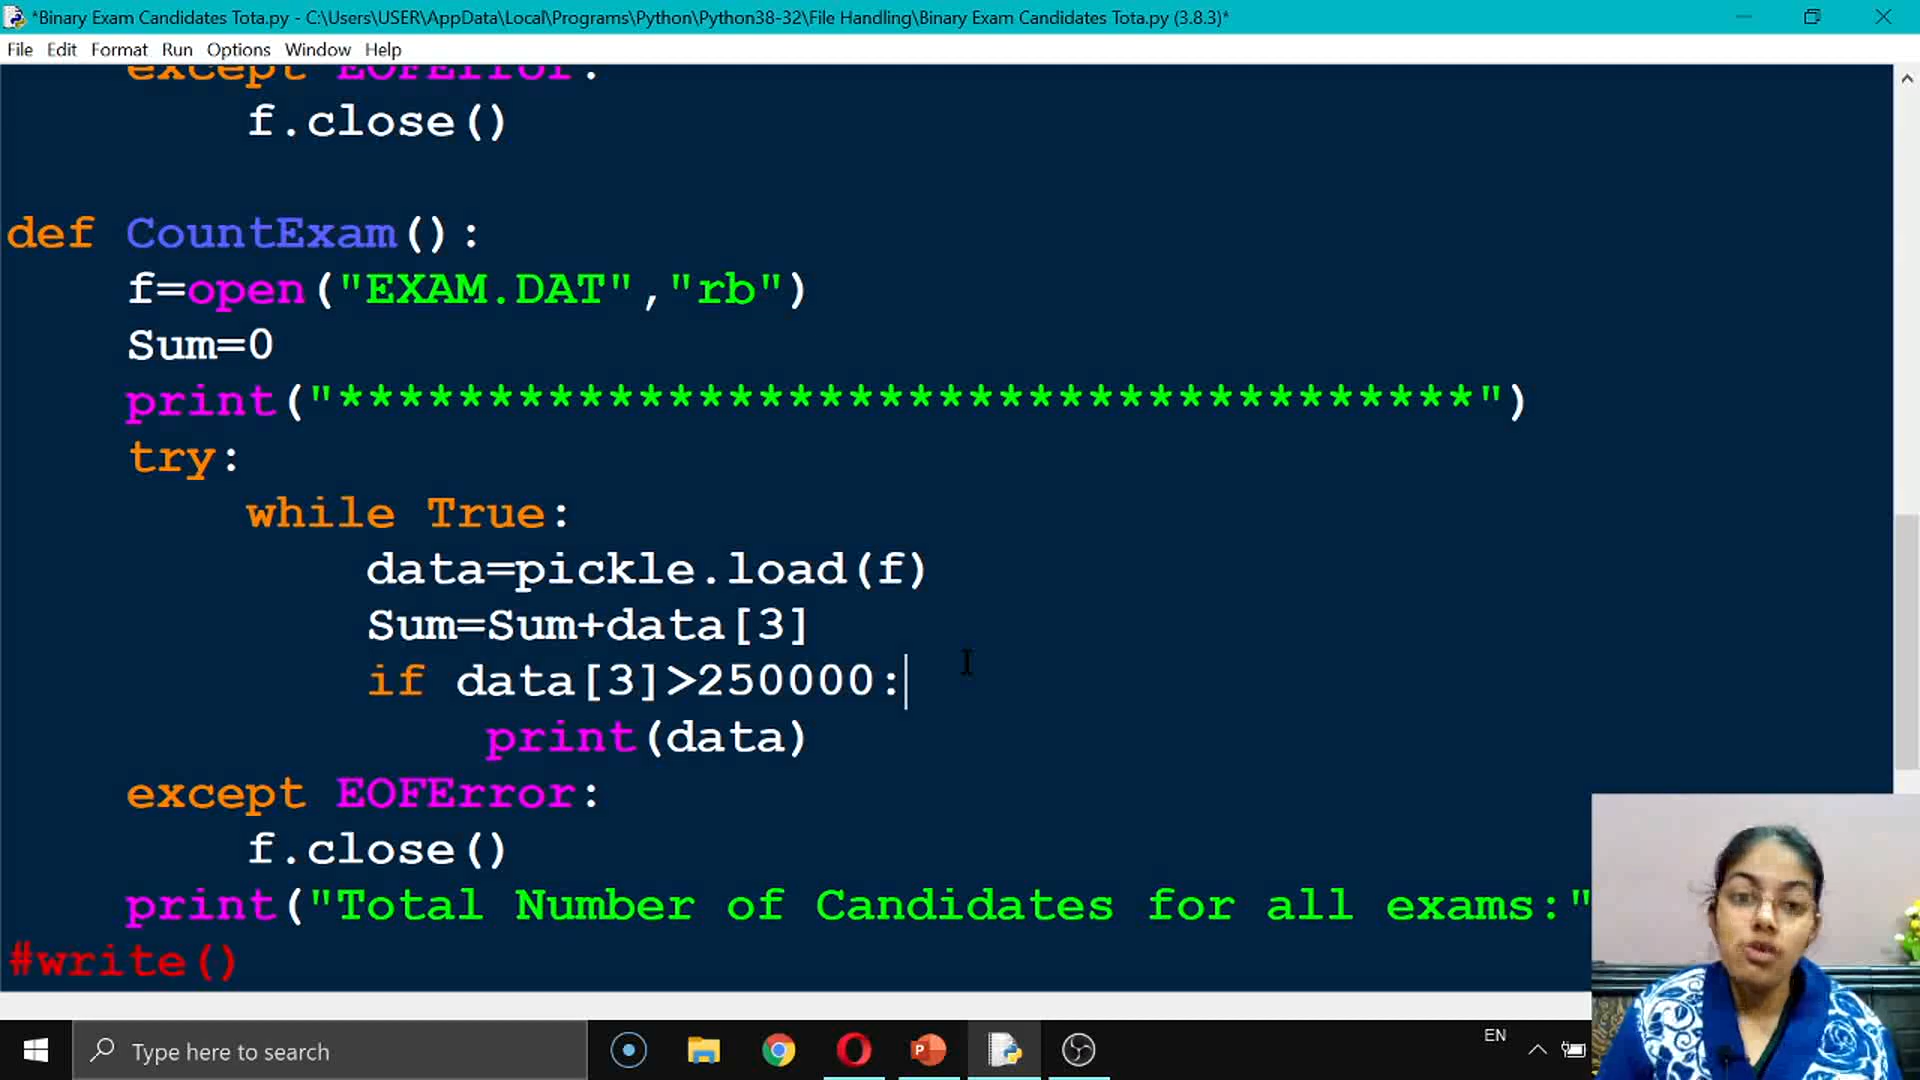 *Binary Exam Candidates Tota.py - C:\Users\USER\AppData\Local\Programs\Python\Python38-32\File Handling\Binary Exam Candidates Tota.py (3.8.3)*
File Edit Format Run Options Window Help
except EOFError:
f.close()
def CountExam():
f=open("EXAM.DAT","rb")
Sum=0
print("**************************************")
try:
while True:
data=pickle.load(f)
Sum=Sum+data[3]
if data[3]>250000:
print(data)
except EOFError:
f.close()
print("Total Number of Candidates for all exams:"
#write()
Type here to search
EN